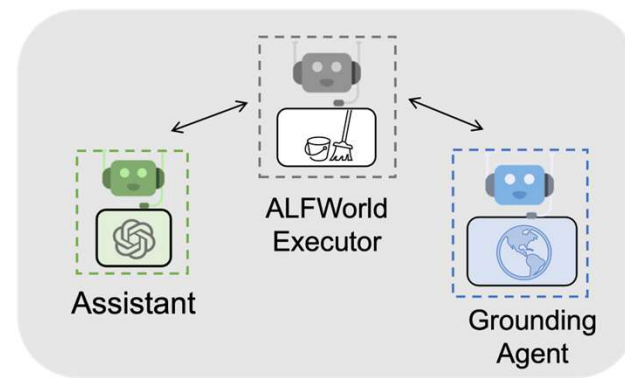 ALFWorld
Executor
Assistant
Grounding
Agent